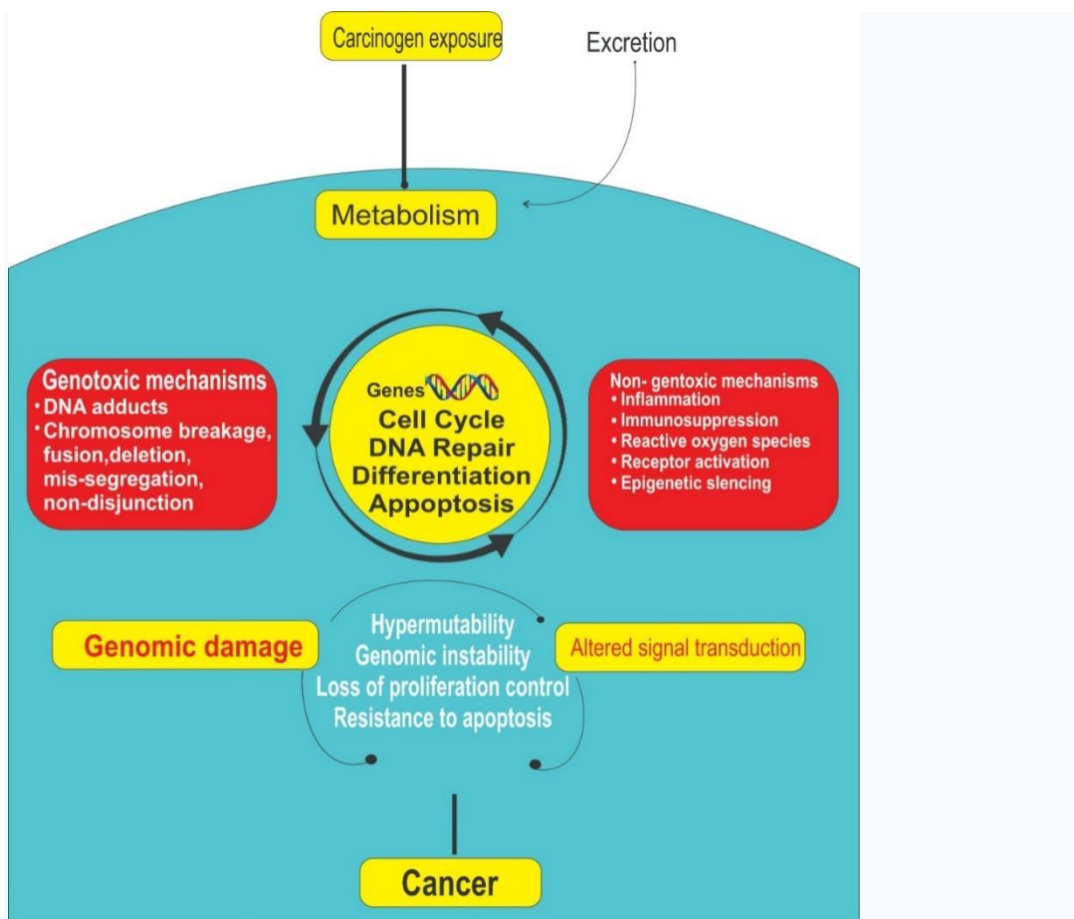 Carcinogen exposure
Excretion
Metabolism
Genotoxic mechanisms
• DNA adducts
• Chromosome breakage,
fusion,deletion,
mis-segregation,
non-disjunction
Genes
Cell Cycle
DNA Repair
Differentiation
Appoptosis
Non- gentoxic mechanisms
• Inflammation
• Immunosuppression
• Reactive oxygen species
• Receptor activation
• Epigenetic slencing
Genomic damage
Hypermutability
Genomic instability
Loss of proliferation control
Resistance to apoptosis
Altered signal transduction
Cancer